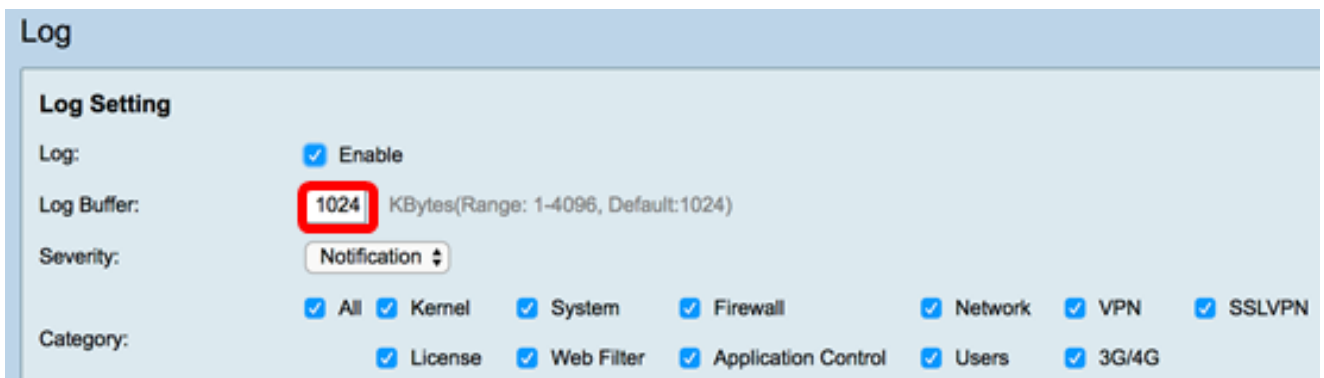 Log
Log Setting
Log: Enable
Log Buffer: 1024 KBytes(Range: 1-4096, Default:1024)
Severity: Notification
Category:
All Kernel System Firewall Network VPN SSLVPN
License Web Filter Application Control Users 3G/4G